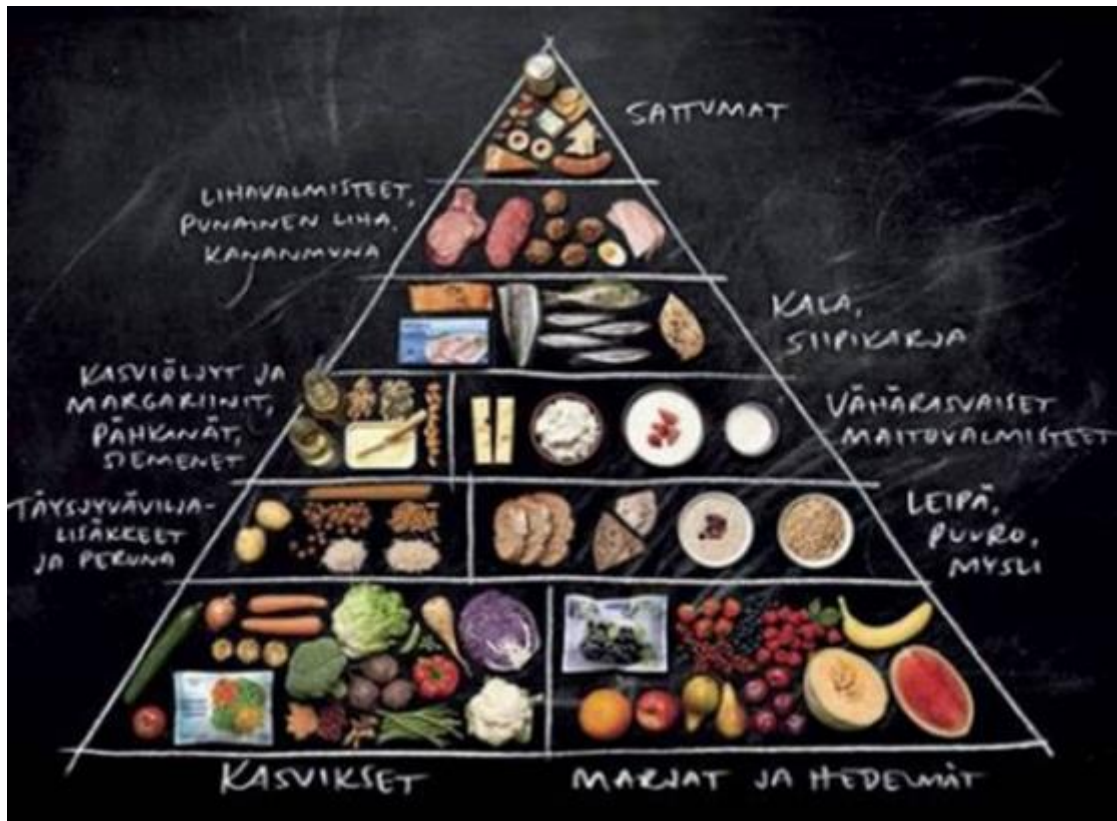 SATTUMAT
LIHAVALMISTEET,
PUNAINEN LIHA,
KANANMUNA
KALA,
SIIPIKARJA
KASVIÖLJYT JA
MARGARIINIT,
PÄHKINÄT,
SIEMENET
VÄHÄRASVAISET
MAITOVALMISTEET
TÄYSJYVÄVILJA-
LISÄKKEET
JA PERUNA
LEIPÄ,
PUURO,
MYSLI
KASVIKSET
MARJAT JA HEDELMÄT